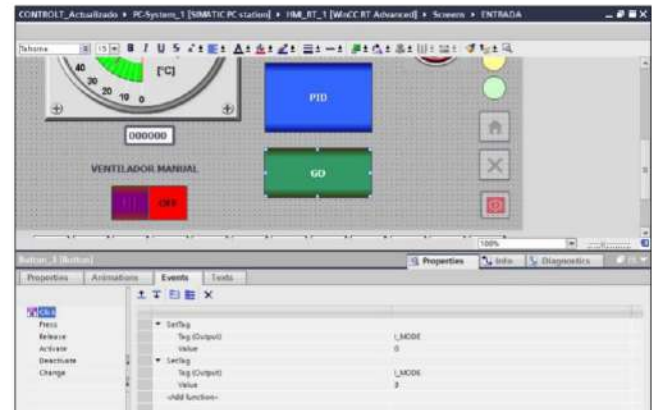 CONTROLT_Actualizado ▸ PC-System_1 [SIMATIC PC station] ▸ HMI_RT_1 [WinCC RT Advanced] ▸ Screens ▸ ENTRADA
Tahoma 15 B I U S
40
30
20
10 0
[°C]
000000
VENTILADOR MANUAL
OFF
PID
GD
100%
Button_3 [Button]
Properties Info Diagnostics
Properties Animations Events Texts
Click
Press
Release
Activate
Deactivate
Change
SetTag
Tag (Output) I_MODE
Value 0
SetTag
Tag (Output) I_MODE
Value 3
<Add function>